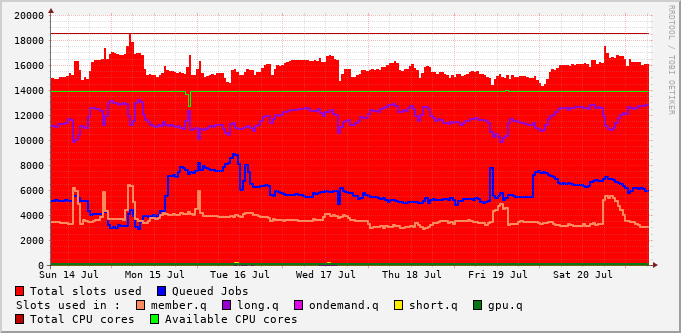 20000
18000
16000
14000
12000
10000
8000
6000
4000
2000
0
Sun 14 Jul Mon 15 Jul Tue 16 Jul Wed 17 Jul Thu 18 Jul Fri 19 Jul Sat 20 Jul
RRDTOOL / TOBI OETIKER
Total slots used Queued Jobs
Slots used in : member.q long.q ondemand.q short.q gpu.q
Total CPU cores Available CPU cores